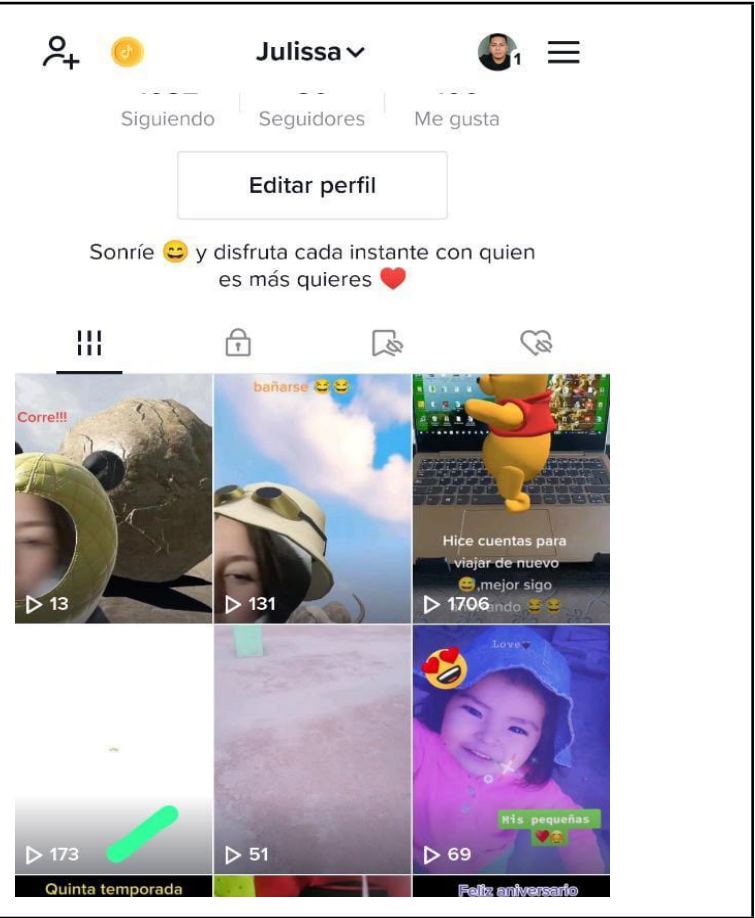 Julissa
1
Siguiendo Seguidores Me gusta
Editar perfil
Sonríe 😄 y disfruta cada instante con quien
es más quieres ♥️
Corre!!!
bañarse 😂😂
Hice cuentas para
viajar de nuevo
😅,mejor sigo
😂😂
13
131
1706
Love
Mis pequeñas
♥️😊
173
51
69
Quinta temporada
Feliz aniversario